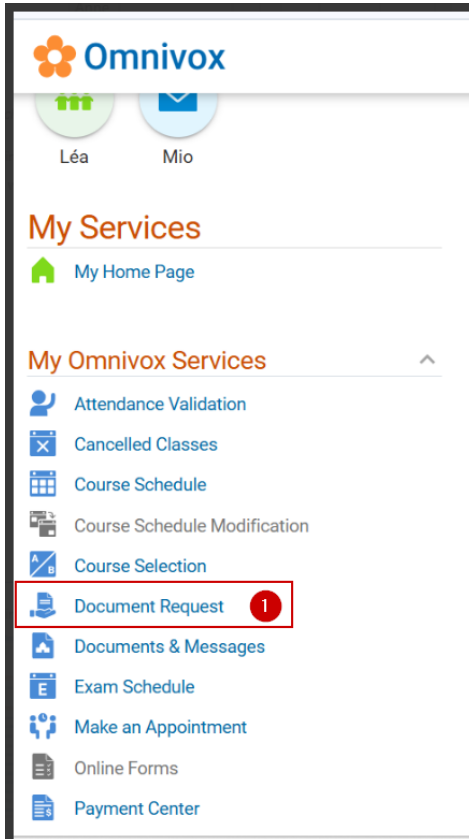 Omnivox
Léa Mio
My Services
My Home Page
My Omnivox Services
Attendance Validation
Cancelled Classes
Course Schedule
Course Schedule Modification
A/B Course Selection
Document Request 1
Documents & Messages
E Exam Schedule
Make an Appointment
Online Forms
$ Payment Center